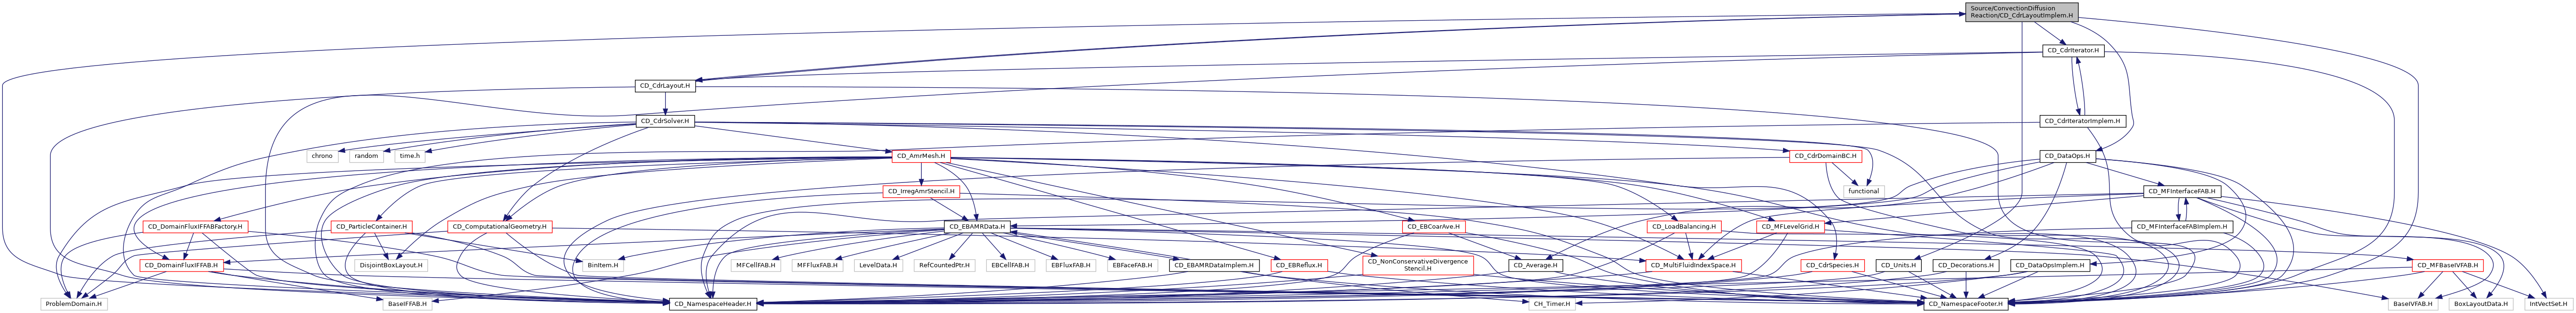 Source/ConvectionDiffusion
Reaction/CD_CdrLayoutImplem.H
CD_CdrIterator.H
CD_CdrLayout.H
CD_CdrSolver.H
CD_CdrIteratorImplem.H
chrono
random
time.h
CD_AmrMesh.H
CD_CdrDomainBC.H
CD_DataOps.H
CD_IrregAmrStencil.H
functional
CD_MFInterfaceFAB.H
CD_DomainFluxIFFABFactory.H
CD_ParticleContainer.H
CD_ComputationalGeometry.H
CD_EBAMRData.H
CD_EBCoarAve.H
CD_LoadBalancing.H
CD_MFLevelGrid.H
CD_MFInterfaceFABImplem.H
CD_DomainFluxIFFAB.H
DisjointBoxLayout.H
BinItem.H
MFCellFAB.H
MFFluxFAB.H
LevelData.H
RefCountedPtr.H
EBCellFAB.H
EBFluxFAB.H
EBFaceFAB.H
CD_EBAMRDataImplem.H
CD_EBReflux.H
CD_NonConservativeDivergence
Stencil.H
CD_Average.H
CD_MultiFluidIndexSpace.H
CD_CdrSpecies.H
CD_Units.H
CD_Decorations.H
CD_DataOpsImplem.H
CD_MFBaseIVFAB.H
ProblemDomain.H
BaseIFFAB.H
CD_NamespaceHeader.H
CH_Timer.H
CD_NamespaceFooter.H
BaseIVFAB.H
BoxLayoutData.H
IntVectSet.H